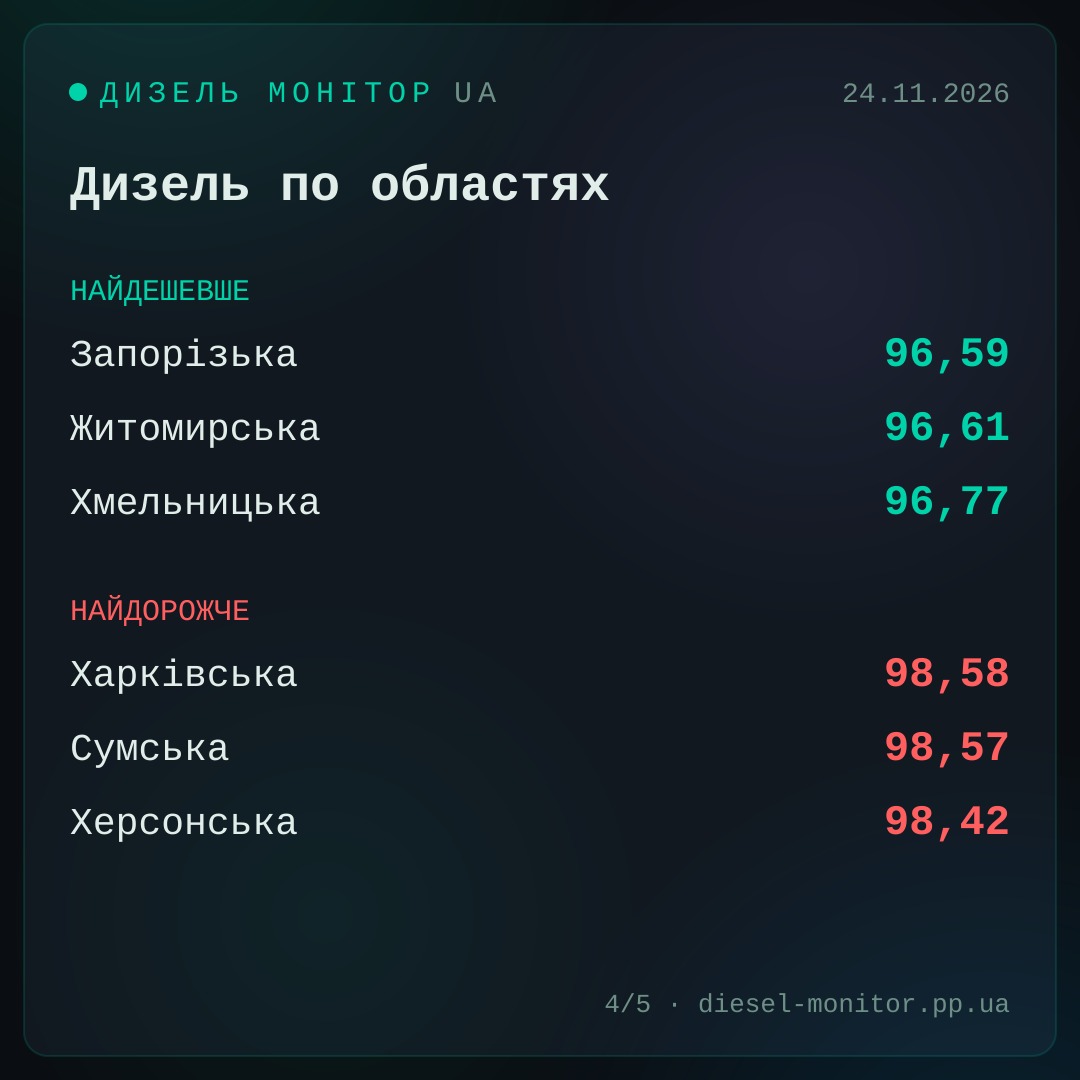 ДИЗЕЛЬ МОНІТОР UA 24.11.2026
Дизель по областях
НАЙДЕШЕВШЕ
Запорізька 96,59
Житомирська 96,61
Хмельницька 96,77
НАЙДОРОЖЧЕ
Харківська 98,58
Сумська 98,57
Херсонська 98,42
4/5 · diesel-monitor.pp.ua